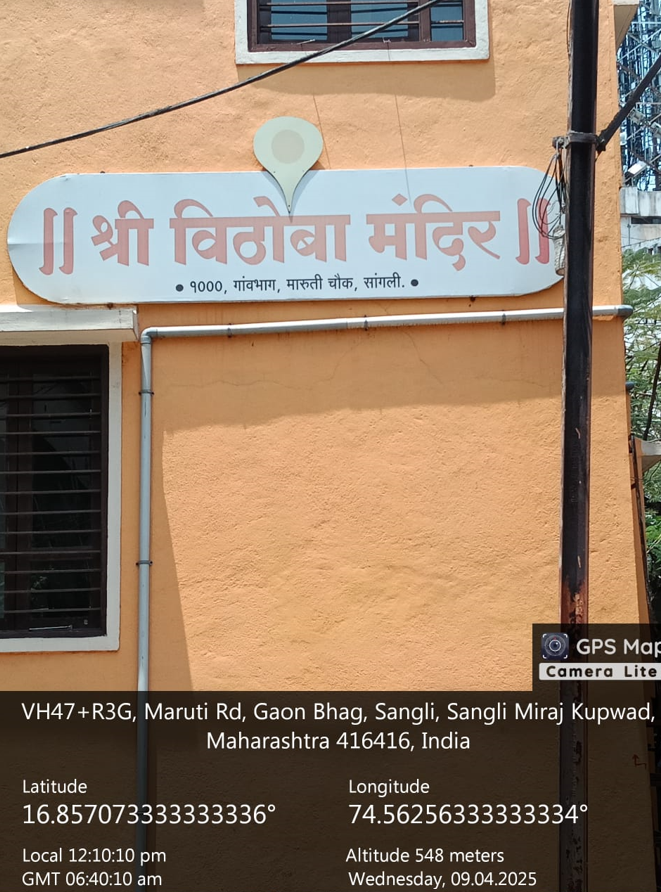 || श्री विठोबा मंदिर ||
• १०००, गांवभाग, मारुती चौक, सांगली. •
GPS Map
Camera Lite
VH47+R3G, Maruti Rd, Gaon Bhag, Sangli, Sangli Miraj Kupwad,
Maharashtra 416416, India
Latitude
16.857073333333336°
Longitude
74.56256333333334°
Local 12:10:10 pm
GMT 06:40:10 am
Altitude 548 meters
Wednesday, 09.04.2025